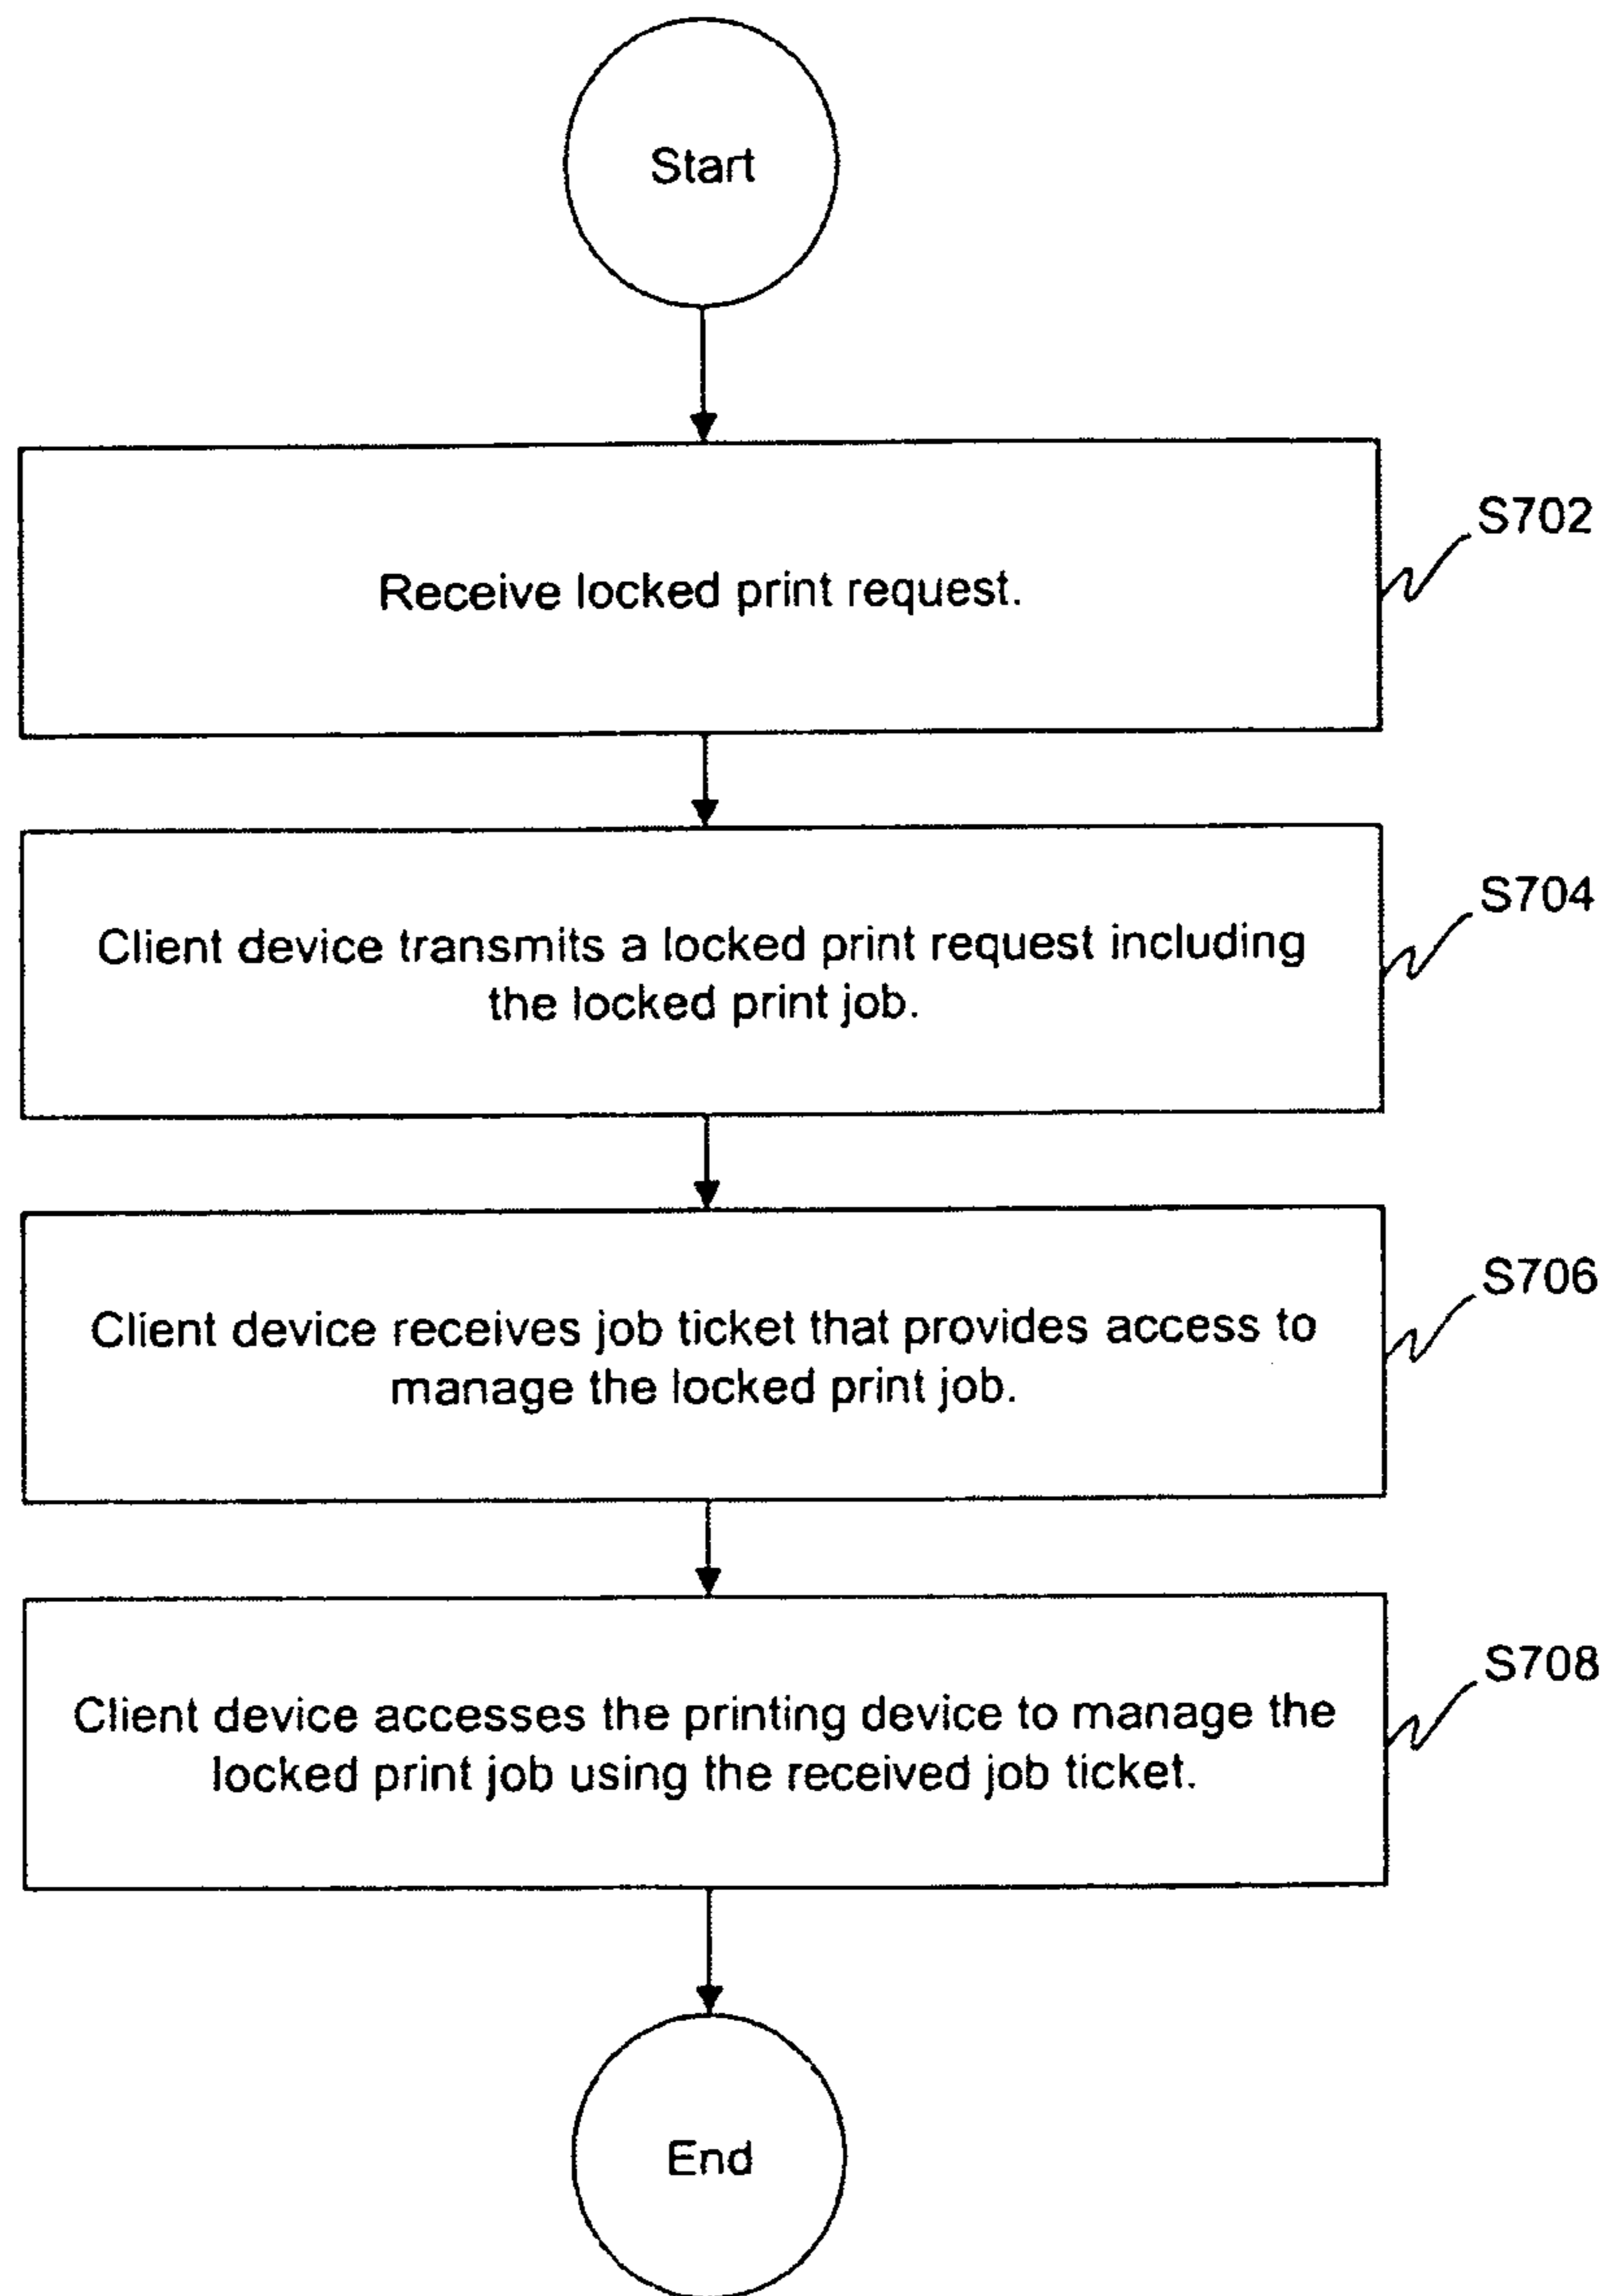 Start
S702
Receive locked print request.
S704
Client device transmits a locked print request including
the locked print job.
S706
Client device receives job ticket that provides access to
manage the locked print job.
S708
Client device accesses the printing device to manage the
locked print job using the received job ticket.
End